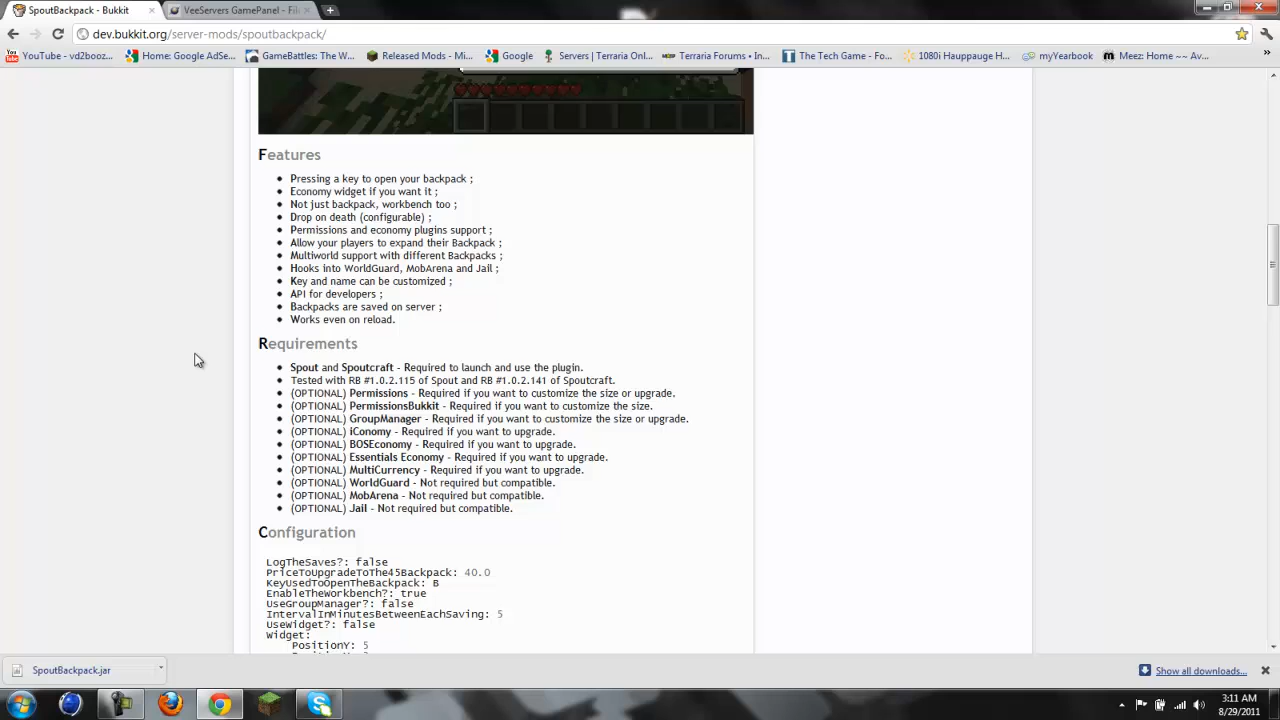 SpoutBackpack - Bukkit
VeeServers GamePanel - Fil
dev.bukkit.org/server-mods/spoutbackpack/
YouTube - vd2booz...
Home: Google AdSe...
GameBattles: The W...
Released Mods - Mi...
Google
Servers | Terraria Onl...
Terraria Forums • In...
The Tech Game - Fo...
1080i Hauppauge H...
myYearbook
Meez: Home ~~ Av...
Features
Pressing a key to open your backpack ;
Economy widget if you want it ;
Not just backpack, workbench too ;
Drop on death (configurable) ;
Permissions and economy plugins support ;
Allow your players to expand their Backpack ;
Multiworld support with different Backpacks ;
Hooks into WorldGuard, MobArena and Jail ;
Key and name can be customized ;
API for developers ;
Backpacks are saved on server ;
Works even on reload.
Requirements
Spout and Spoutcraft - Required to launch and use the plugin.
Tested with RB #1.0.2.115 of Spout and RB #1.0.2.141 of Spoutcraft.
(OPTIONAL) Permissions - Required if you want to customize the size or upgrade.
(OPTIONAL) PermissionsBukkit - Required if you want to customize the size.
(OPTIONAL) GroupManager - Required if you want to customize the size or upgrade.
(OPTIONAL) iConomy - Required if you want to upgrade.
(OPTIONAL) BOSEconomy - Required if you want to upgrade.
(OPTIONAL) Essentials Economy - Required if you want to upgrade.
(OPTIONAL) MultiCurrency - Required if you want to upgrade.
(OPTIONAL) WorldGuard - Not required but compatible.
(OPTIONAL) MobArena - Not required but compatible.
(OPTIONAL) Jail - Not required but compatible.
Configuration
LogTheSaves?: false
PriceToUpgradeToThe45Backpack: 40.0
KeyUsedToOpenTheBackpack: B
EnableTheWorkbench?: true
UseGroupManager?: false
IntervalInMinutesBetweenEachSaving: 5
UseWidget?: false
Widget:
PositionY: 5
SpoutBackpack.jar
Show all downloads...
3:11 AM
8/29/2011